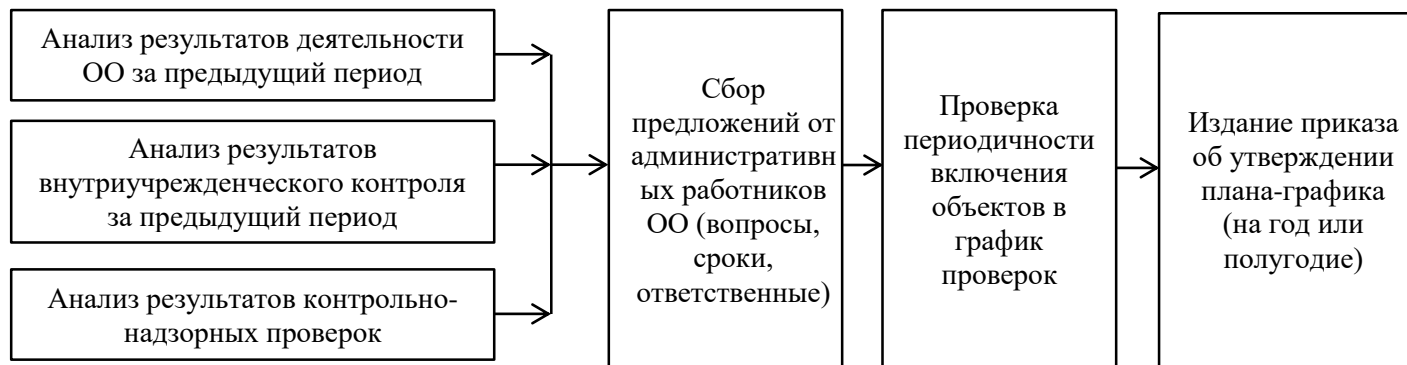 Анализ результатов деятельности
ОО за предыдущий период
Анализ результатов
внутриучрежденческого контроля
за предыдущий период
Анализ результатов контрольно-
надзорных проверок
Сбор
предложений от
административн
ых работников
ОО (вопросы,
сроки,
ответственные)
Проверка
периодичности
включения
объектов в
график
проверок
Издание приказа
об утверждении
плана-графика
(на год или
полугодие)